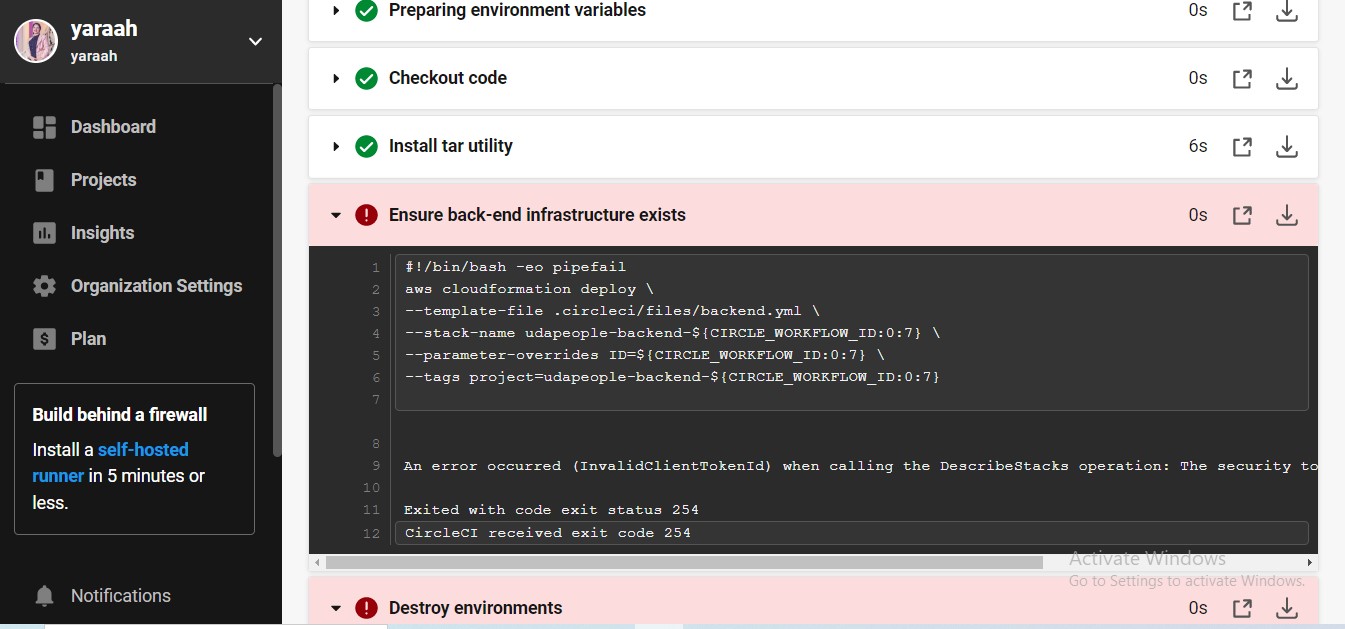 yaraah
yaraah
Dashboard
Projects
Insights
Organization Settings
Plan
Build behind a firewall
Install a self-hosted
runner in 5 minutes or
less.
Notifications
Preparing environment variables 0s
Checkout code 0s
Install tar utility 6s
Ensure back-end infrastructure exists 0s
1 #!/bin/bash -eo pipefail
2 aws cloudformation deploy \
3 --template-file .circleci/files/backend.yml \
4 --stack-name udapeople-backend-${CIRCLE_WORKFLOW_ID:0:7} \
5 --parameter-overrides ID=${CIRCLE_WORKFLOW_ID:0:7} \
6 --tags project=udapeople-backend-${CIRCLE_WORKFLOW_ID:0:7}
7
8
9 An error occurred (InvalidClientTokenId) when calling the DescribeStacks operation: The security to
10
11 Exited with code exit status 254
12 CircleCI received exit code 254
Activate Windows
Go to Settings to activate Windows.
Destroy environments 0s